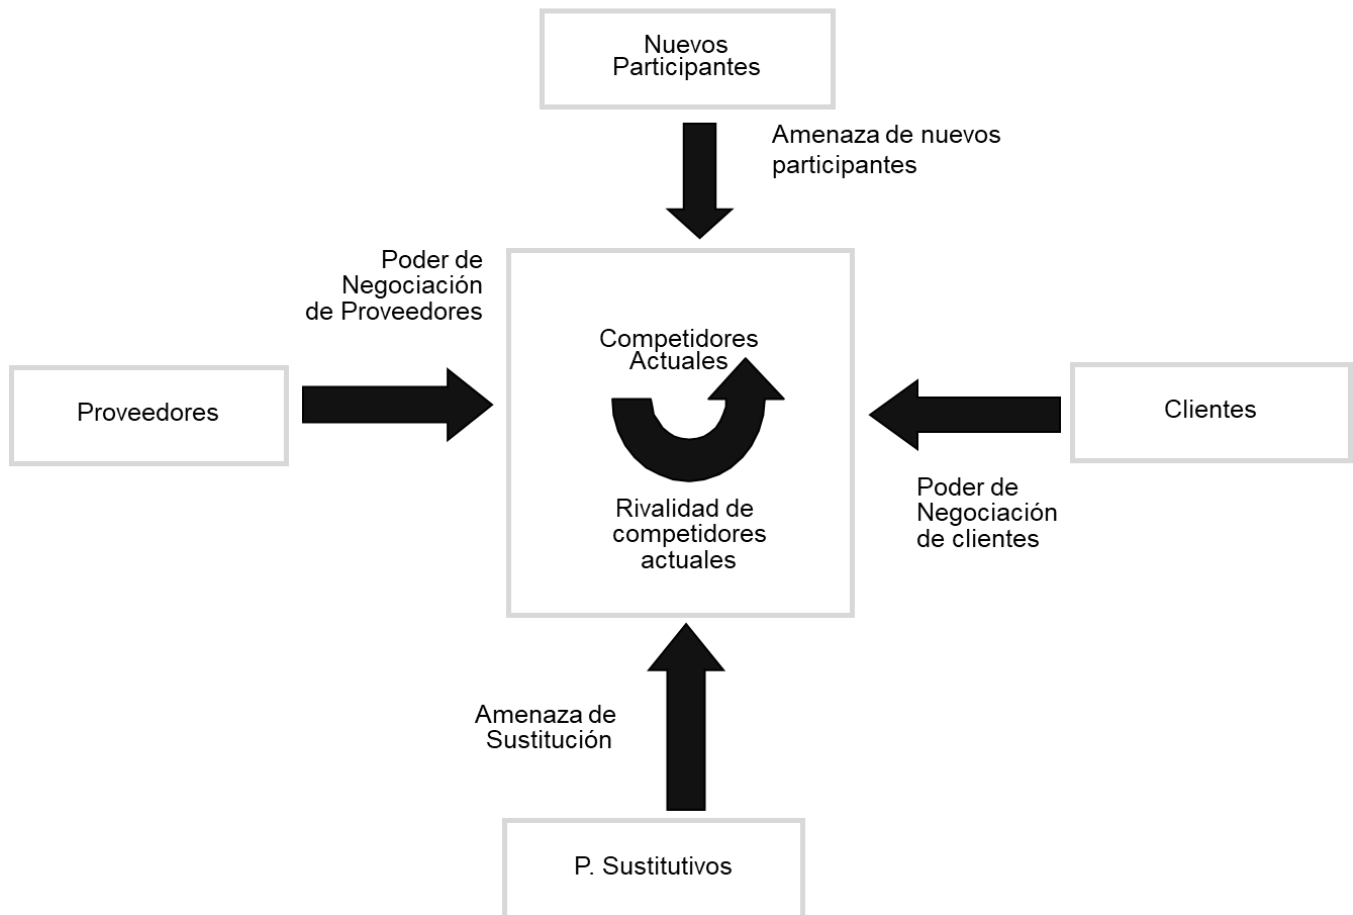 Nuevos
Participantes
Amenaza de nuevos
participantes
Poder de
Negociación
de Proveedores
Competidores
Actuales
Proveedores
Clientes
Rivalidad de
competidores
actuales
Poder de
Negociación
de clientes
Amenaza de
Sustitución
P. Sustitutivos